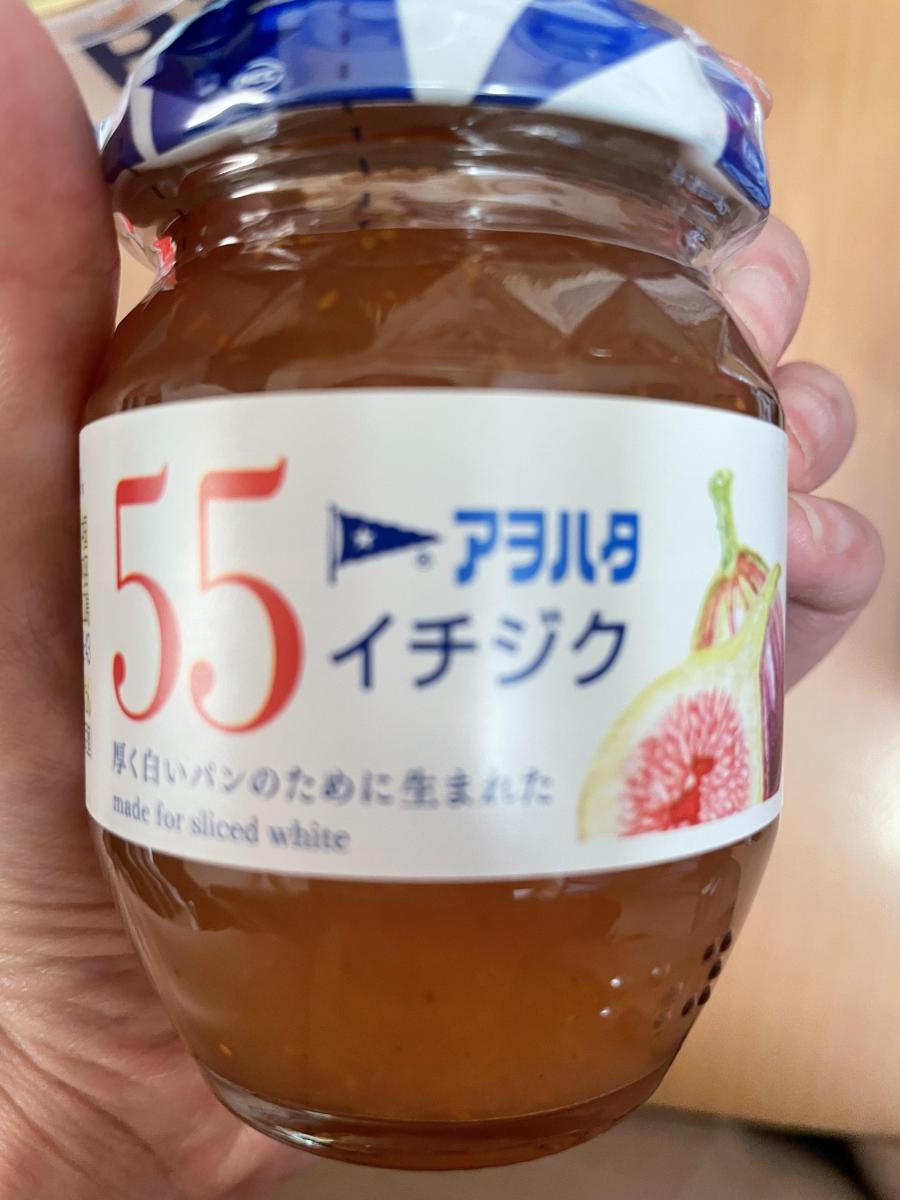 55
アヲハタ
イチジク
厚く白いパンのために生まれた
made for sliced white